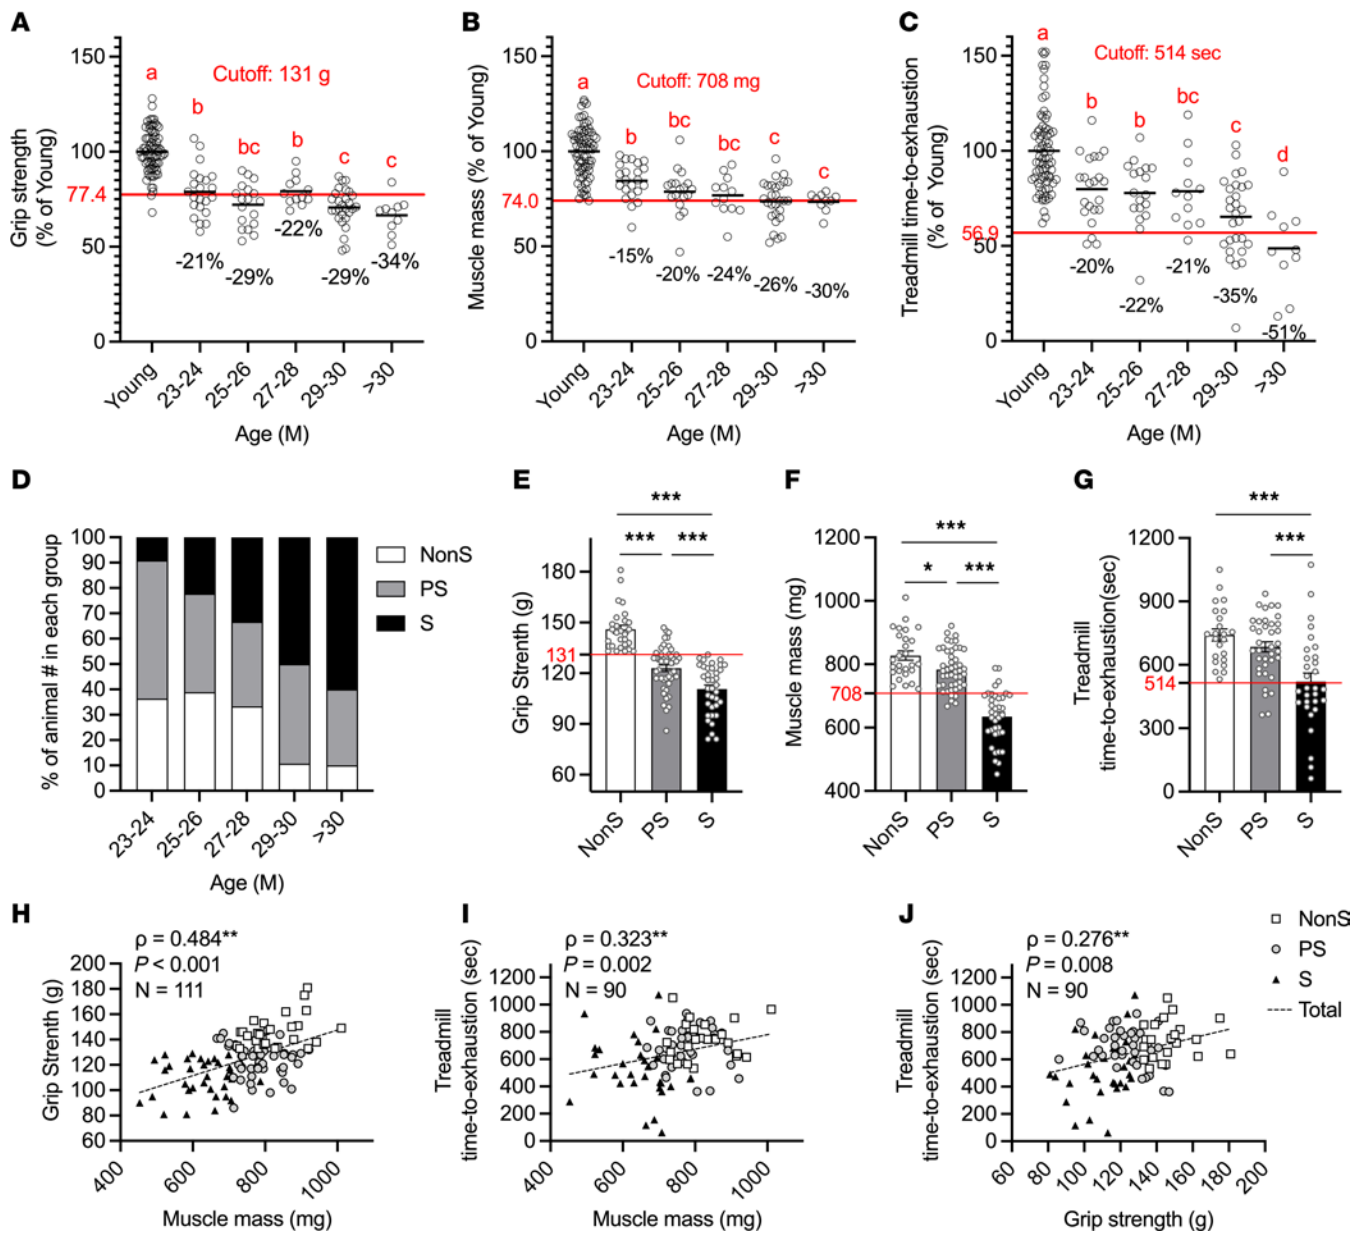 A
Grip strength
(% of Young)
150
100
77.4
50
0
Cutoff: 131 g
a
b
bc
b
c
c
-21%
-29%
-22%
-29%
-34%
Young
23-24
25-26
27-28
29-30
>30
Age (M)
B
Muscle mass (% of Young)
150
100
74.0
50
0
Cutoff: 708 mg
a
b
bc
bc
c
c
-15%
-20%
-24%
-26%
-30%
Young
23-24
25-26
27-28
29-30
>30
Age (M)
C
Treadmill time-to-exhaustion
(% of Young)
150
100
56.9
50
0
Cutoff: 514 sec
a
b
b
bc
c
d
-20%
-22%
-21%
-35%
-51%
Young
23-24
25-26
27-28
29-30
>30
Age (M)
D
% of animal # in each group
100
90
80
70
60
50
40
30
20
10
0
23-24
25-26
27-28
29-30
>30
Age (M)
NonS
PS
S
E
Grip Strenth (g)
180
150
131
120
90
60
***
*** ***
NonS
PS
S
F
Muscle mass (mg)
1200
1000
800
708
600
400
***
* ***
NonS
PS
S
G
Treadmill
time-to-exhaustion(sec)
1200
900
600
514
300
0
***
***
NonS
PS
S
H
ρ = 0.484**
P < 0.001
N = 111
Grip Strenth (g)
200
180
160
140
120
100
80
60
400
600
800
1000
Muscle mass (mg)
I
ρ = 0.323**
P = 0.002
N = 90
Treadmill
time-to-exhaustion (sec)
1200
1000
800
600
400
200
0
400
600
800
1000
Muscle mass (mg)
J
ρ = 0.276**
P = 0.008
N = 90
Treadmill
time-to-exhaustion (sec)
1200
1000
800
600
400
200
0
60
80
100
120
140
160
180
200
Grip strength (g)
NonS
PS
S
Total